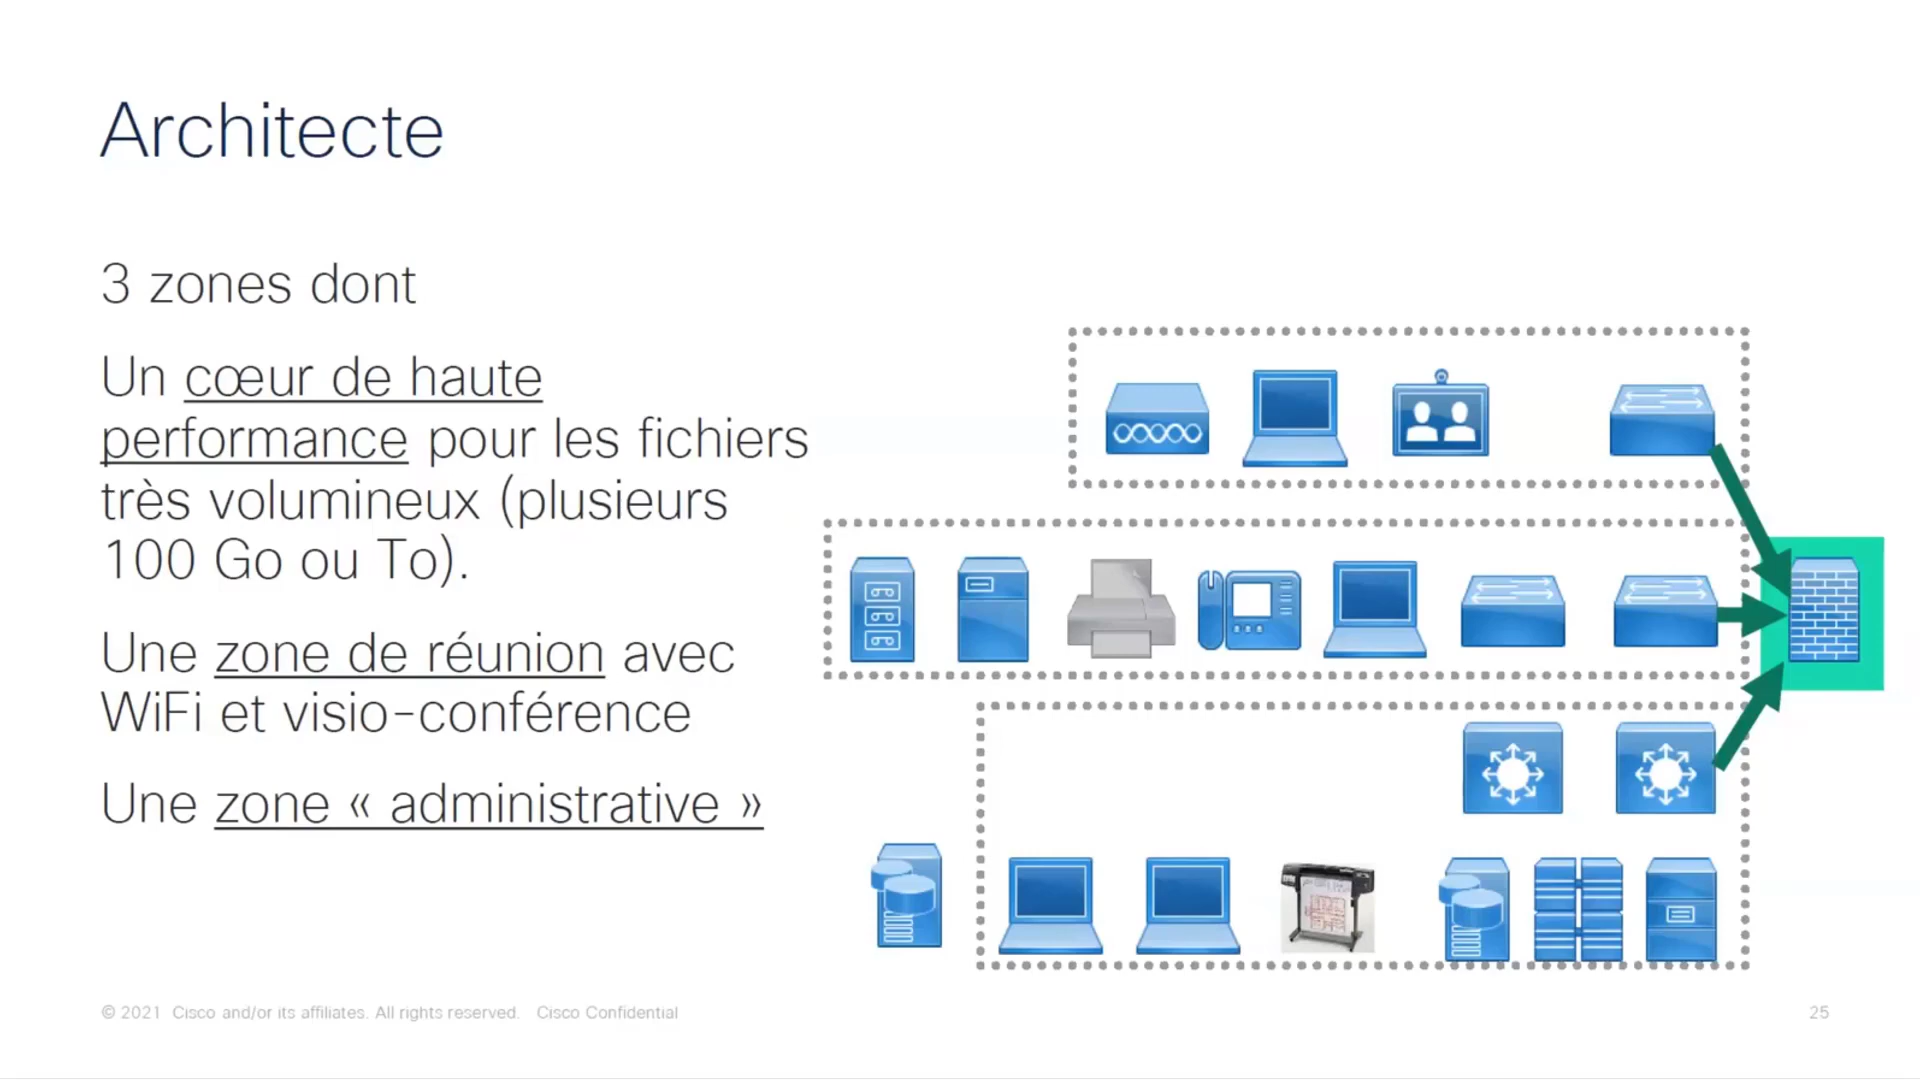 Architecte
3 zones dont
Un cœur de haute
performance pour les fichiers
très volumineux (plusieurs
100 Go ou To).
Une zone de réunion avec
WiFi et visio-conférence
Une zone « administrative »
© 2021 Cisco and/or its affiliates. All rights reserved. Cisco Confidential
25